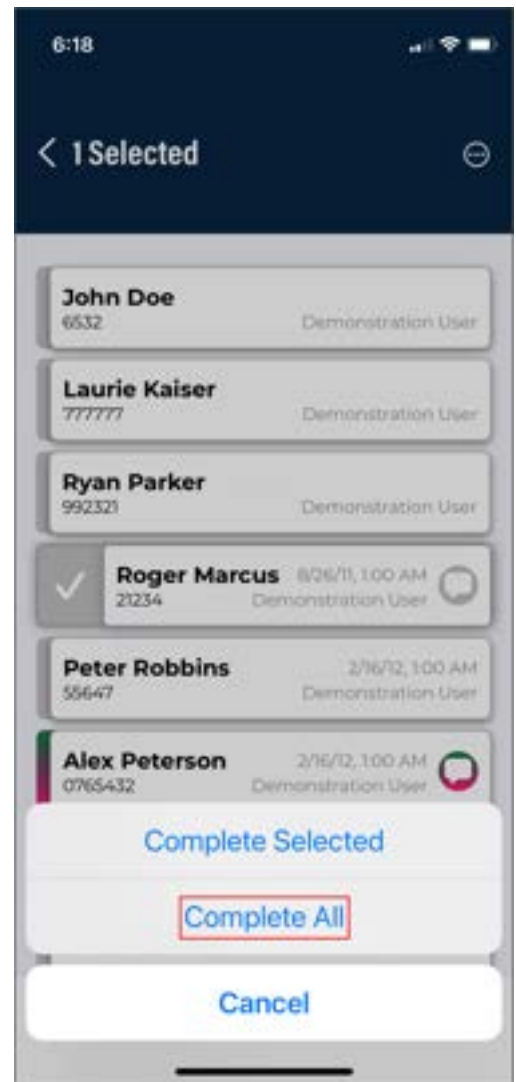 6:18
1 Selected
John Doe
6532 Demonstration User
Laurie Kaiser
777777 Demonstration User
Ryan Parker
992321 Demonstration User
Roger Marcus 8/26/11, 1:00 AM
21234 Demonstration User
Peter Robbins 2/16/12, 1:00 AM
55647 Demonstration User
Alex Peterson 2/16/12, 1:00 AM
0765432 Demonstration User
Complete Selected
Complete All
Cancel